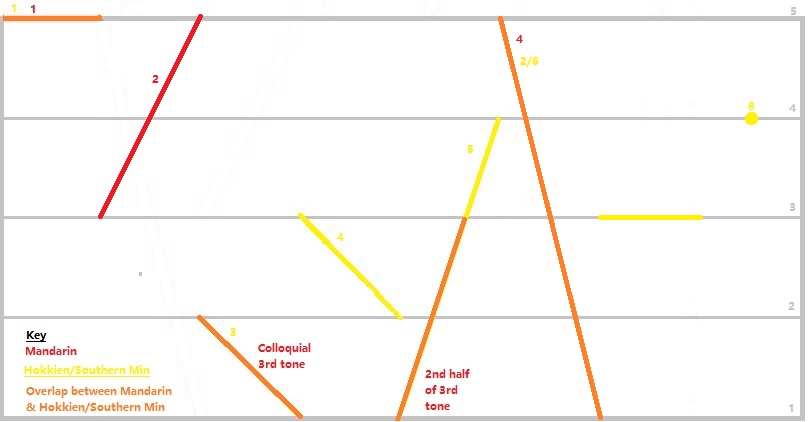 1 1
5
4
2/6
2
8
4
5
3
4
2
3
Colloquial
3rd tone
2nd half
of 3rd
tone
1
Key
Mandarin
Hokkien/Southern Min
Overlap between Mandarin
& Hokkien/Southern Min